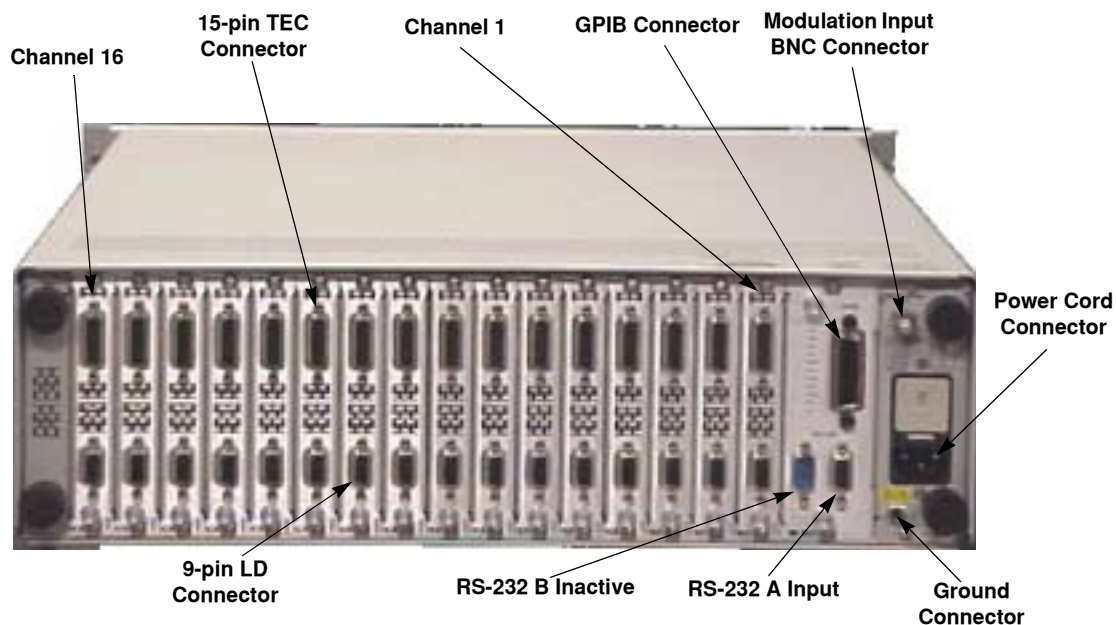 Channel 16
15-pin TEC
Connector
Channel 1
GPIB Connector
Modulation Input
BNC Connector
Power Cord
Connector
9-pin LD
Connector
RS-232 B Inactive
RS-232 A Input
Ground
Connector